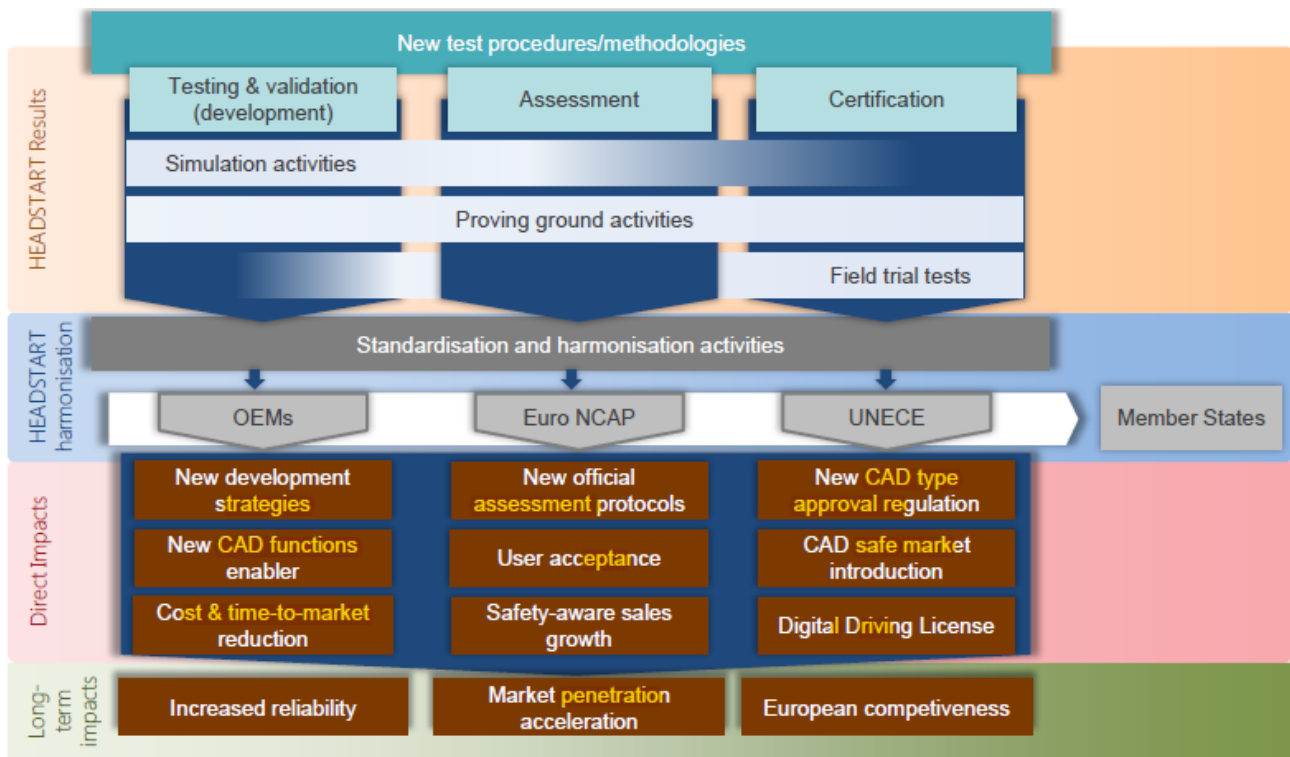 New test procedures/methodologies
HEADSTART Results
Testing & validation
(development)
Assessment
Certification
Simulation activities
Proving ground activities
Field trial tests
HEADSTART
harmonisation
Standardisation and harmonisation activities
OEMs
Euro NCAP
UNECE
Member States
Direct Impacts
New development
strategies
New official
assessment protocols
New CAD type
approval regulation
New CAD functions
enabler
User acceptance
CAD safe market
introduction
Cost & time-to-market
reduction
Safety-aware sales
growth
Digital Driving License
Long-
term
impacts
Increased reliability
Market penetration
acceleration
European competiveness